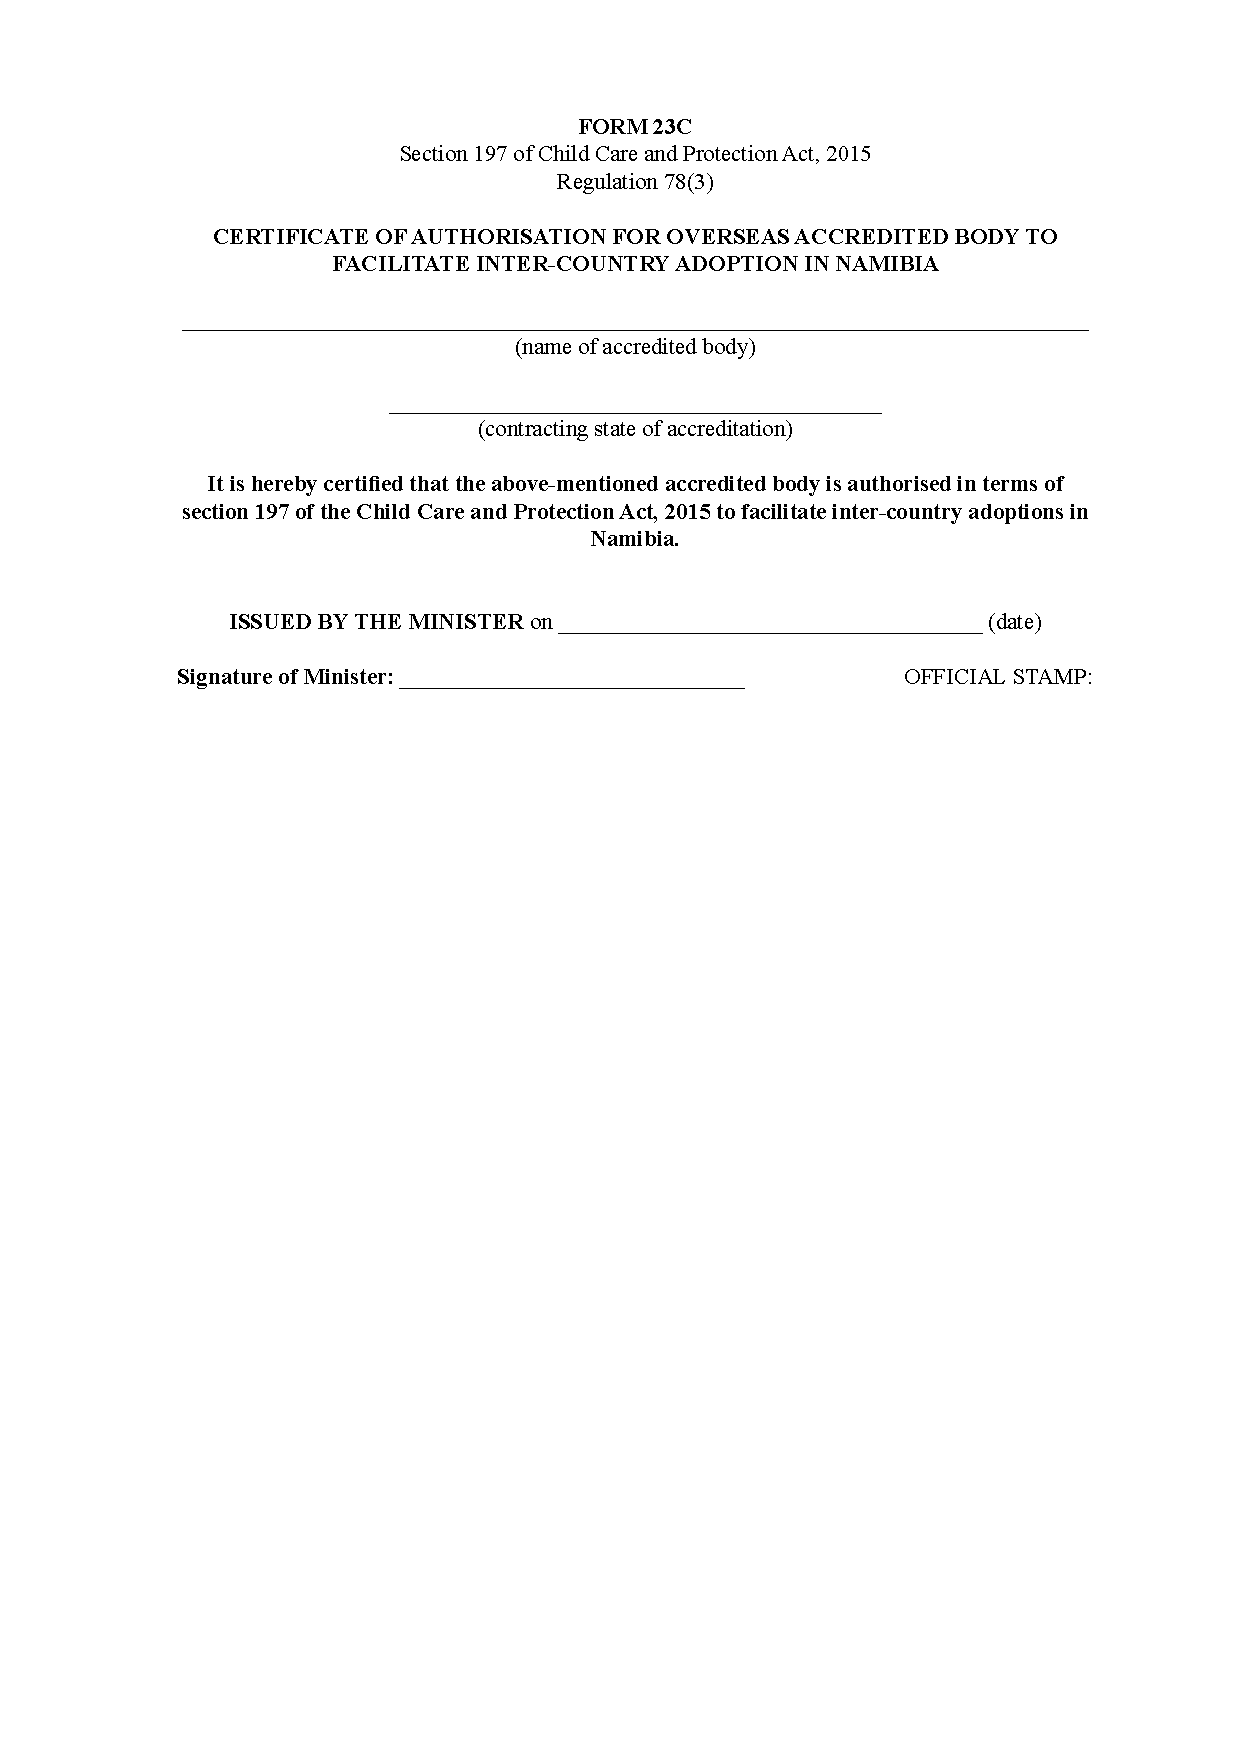 FORM 23C
Section 197 of Child Care and Protection Act, 2015
Regulation 78(3)
CERTIFICATE OF AUTHORISATION FOR OVERSEAS ACCREDITED BODY TO
FACILITATE INTER-COUNTRY ADOPTION IN NAMIBIA
(name of accredited body)
(contracting state of accreditation)
It is hereby certified that the above-mentioned accredited body is authorised in terms of
section 197 of the Child Care and Protection Act, 2015 to facilitate inter-country adoptions in
Namibia.
ISSUED BY THE MINISTER on ____________________________________ (date)
Signature of Minister: ______________________________ OFFICIAL STAMP: